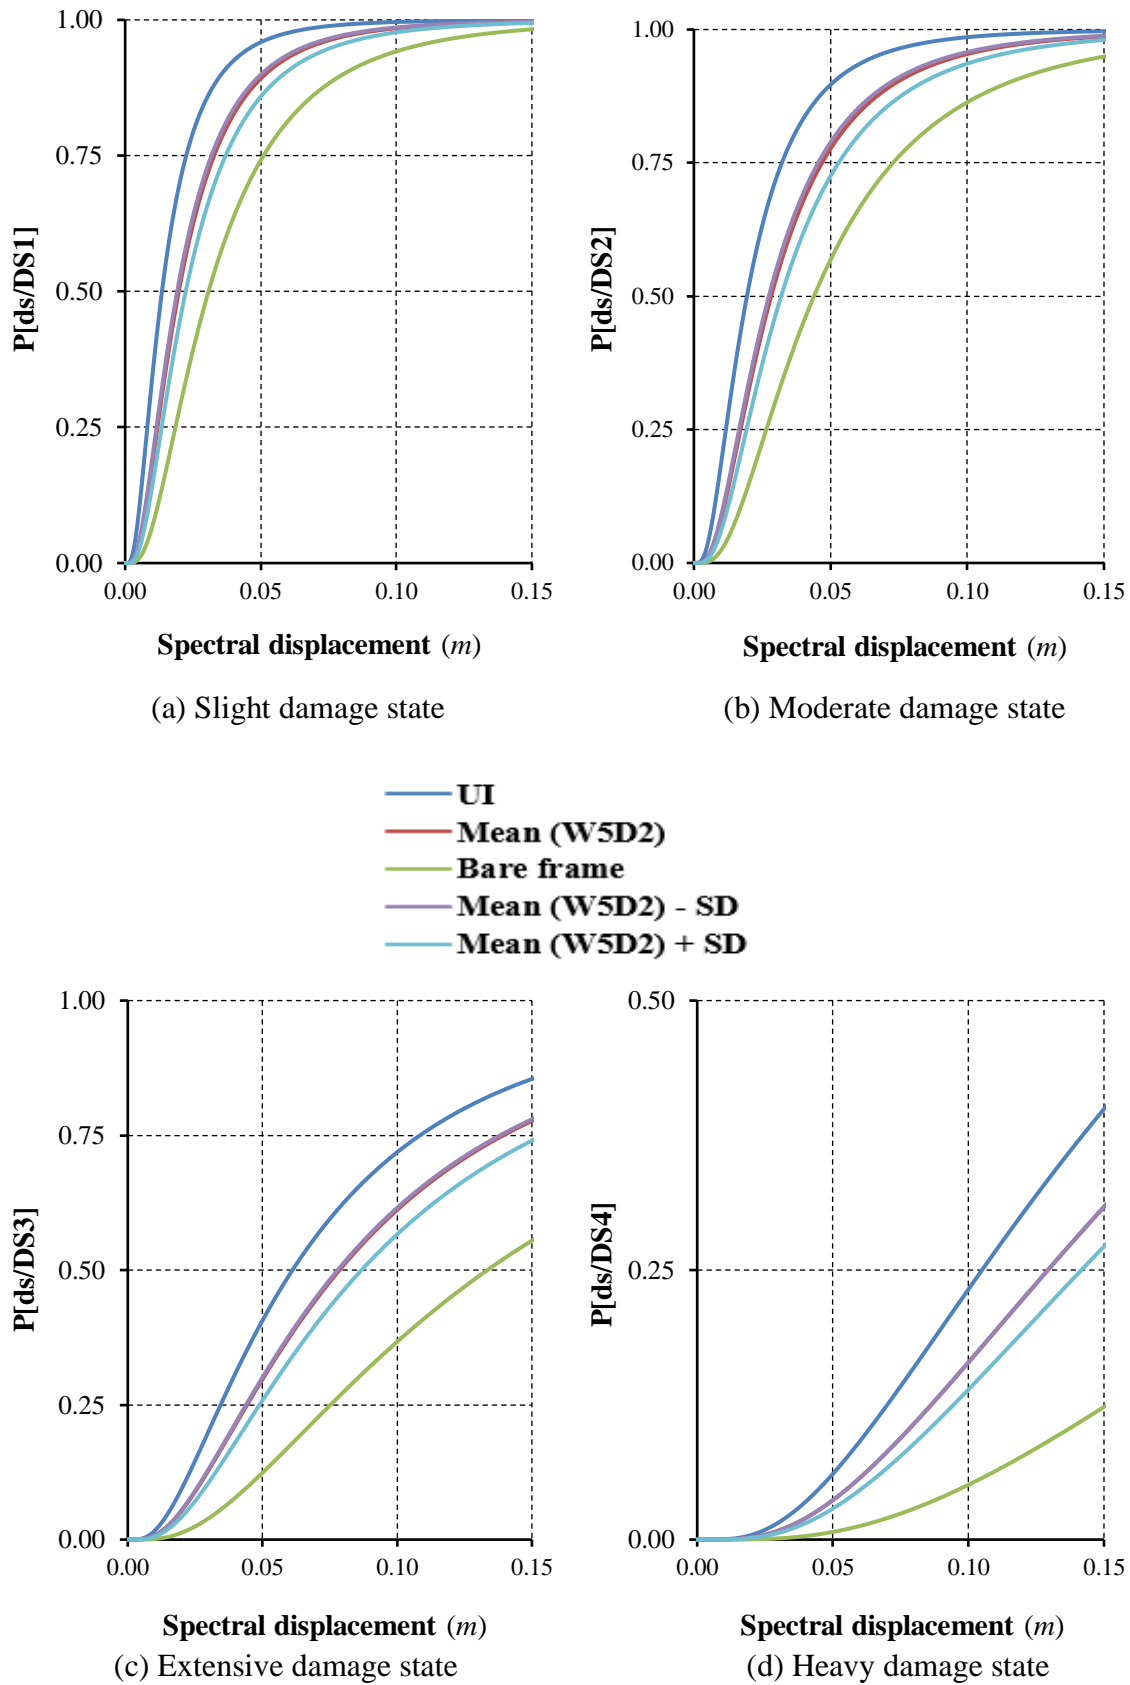 1.00
0.75
0.50
0.25
0.00
P[ds/DS1]
0.00 0.05 0.10 0.15
Spectral displacement (m)
(a) Slight damage state
1.00
0.75
0.50
0.25
0.00
P[ds/DS2]
0.00 0.05 0.10 0.15
Spectral displacement (m)
(b) Moderate damage state
UI
Mean (W5D2)
Bare frame
Mean (W5D2) - SD
Mean (W5D2) + SD
1.00
0.75
0.50
0.25
0.00
P[ds/DS3]
0.00 0.05 0.10 0.15
Spectral displacement (m)
(c) Extensive damage state
0.50
0.25
0.00
P[ds/DS4]
0.00 0.05 0.10 0.15
Spectral displacement (m)
(d) Heavy damage state